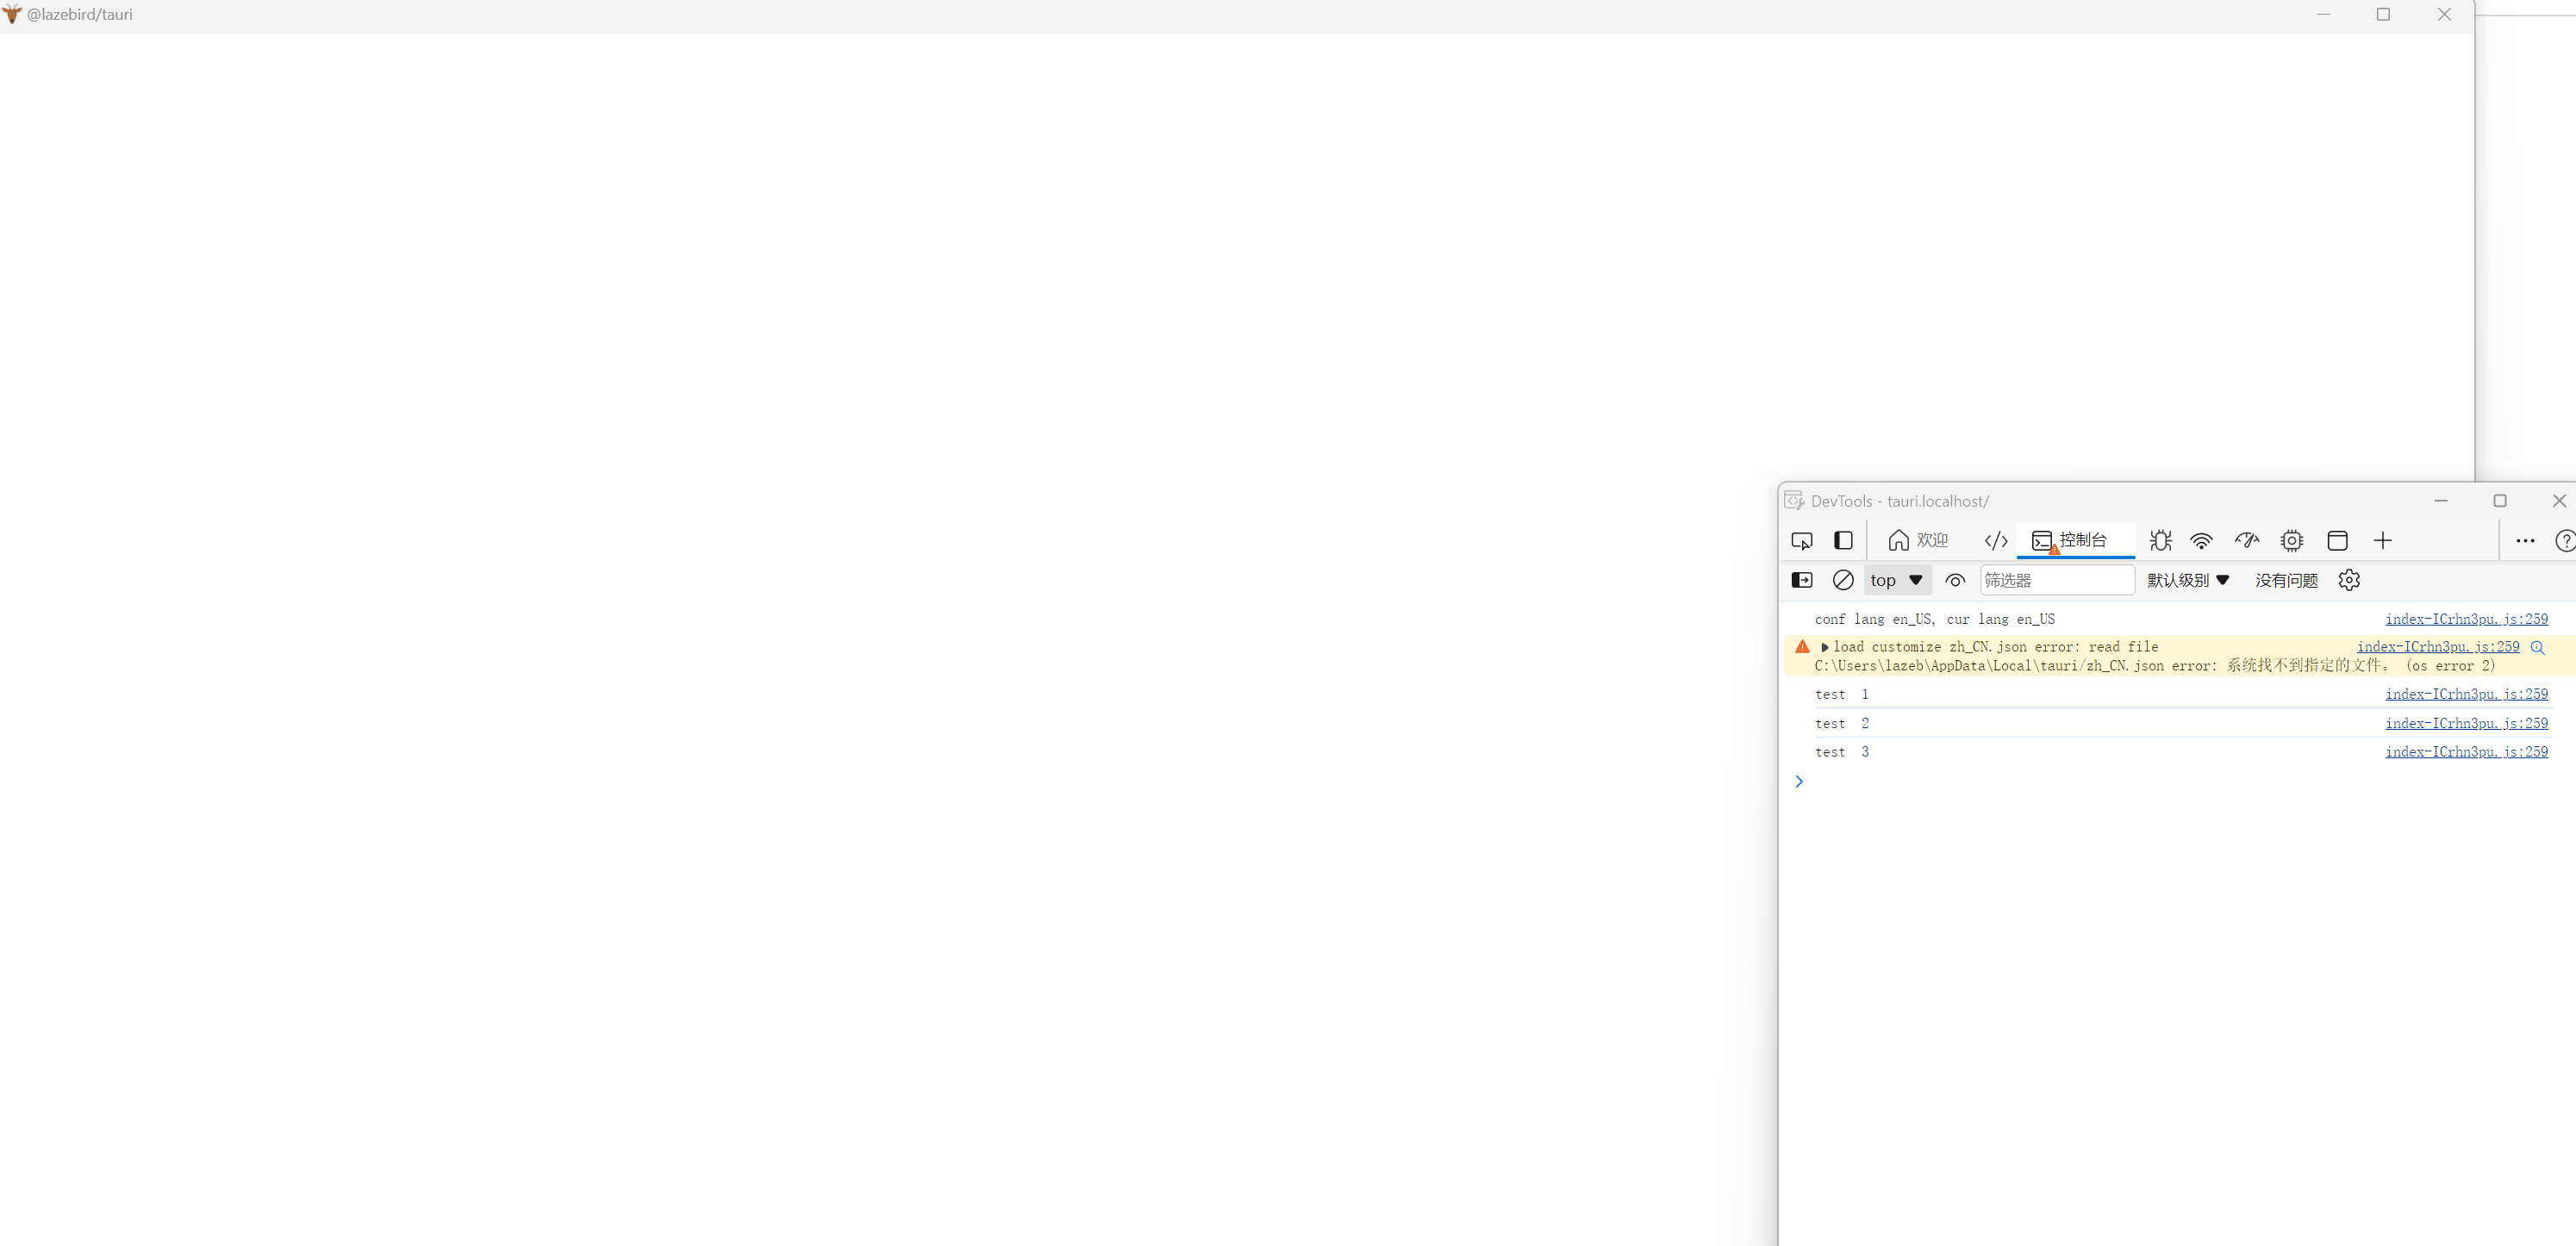 @lazebird/tauri
DevTools - tauri.localhost/
欢迎
控制台
top
筛选器
默认级别
没有问题
conf lang en_US, cur lang en_US index-ICrhn3pu.js:259
load customize zh_CN.json error: read file index-ICrhn3pu.js:259
C:\Users\lazeb\AppData\Local\tauri/zh_CN.json error: 系统找不到指定的文件。 (os error 2)
test 1 index-ICrhn3pu.js:259
test 2 index-ICrhn3pu.js:259
test 3 index-ICrhn3pu.js:259